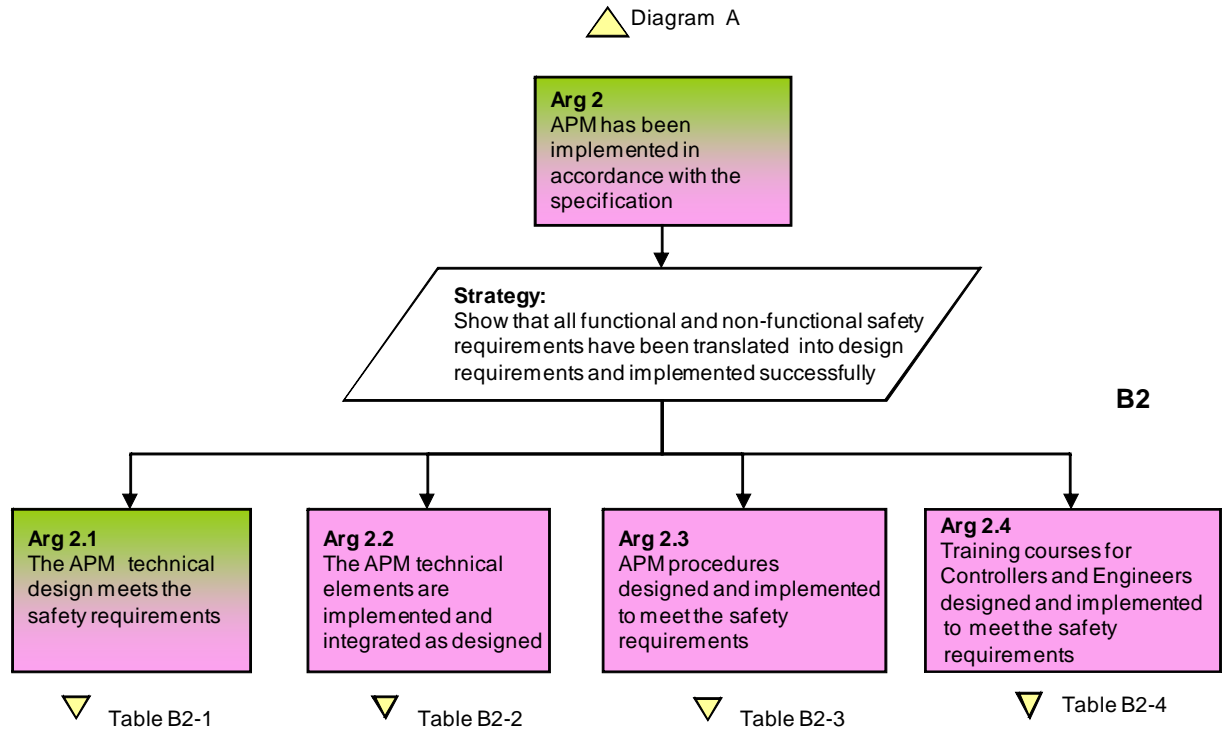 Diagram A
Arg 2
APM has been
implemented in
accordance with the
specification
Strategy:
Show that all functional and non-functional safety
requirements have been translated into design
requirements and implemented successfully
B2
Arg 2.1
The APM technical
design meets the
safety requirements
Arg 2.2
The APM technical
elements are
implemented and
integrated as designed
Arg 2.3
APM procedures
designed and implemented
to meet the safety
requirements
Arg 2.4
Training courses for
Controllers and Engineers
designed and implemented
to meet the safety
requirements
Table B2-1
Table B2-2
Table B2-3
Table B2-4